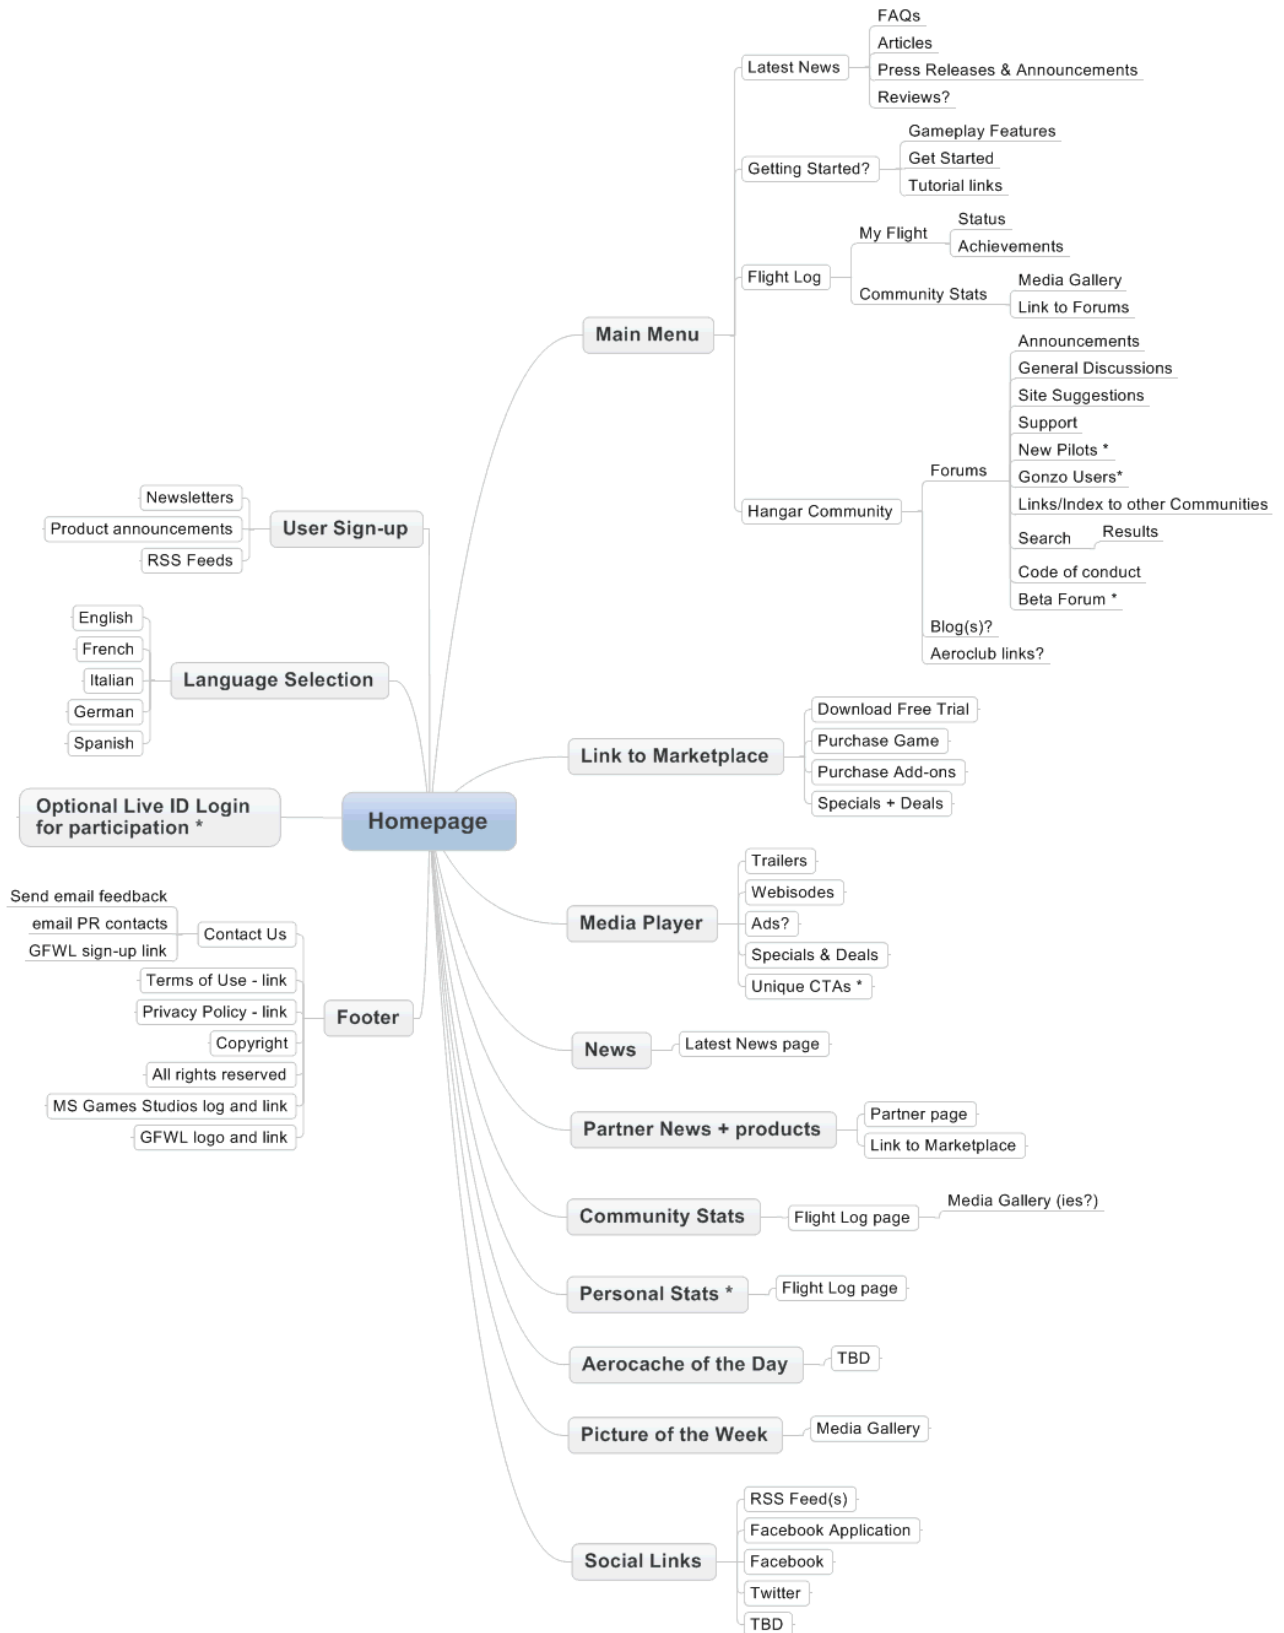 FAQs
Articles
Latest News
Press Releases & Announcements
Reviews?
Gameplay Features
Getting Started?
Get Started
Tutorial links
Status
My Flight
Achievements
Flight Log
Media Gallery
Community Stats
Link to Forums
Main Menu
Announcements
General Discussions
Site Suggestions
Support
New Pilots *
Forums
Gonzo Users*
Links/Index to other Communities
Hangar Community
Search
Results
Code of conduct
Beta Forum *
Blog(s)?
Aeroclub links?
Newsletters
Product announcements
User Sign-up
RSS Feeds
English
French
Italian
Language Selection
German
Spanish
Download Free Trial
Link to Marketplace
Purchase Game
Purchase Add-ons
Specials + Deals
Optional Live ID Login
for participation *
Homepage
Trailers
Webisodes
Media Player
Ads?
Specials & Deals
Unique CTAs *
Send email feedback
email PR contacts
Contact Us
GFWL sign-up link
Terms of Use - link
Privacy Policy - link
Footer
Copyright
All rights reserved
MS Games Studios log and link
GFWL logo and link
News
Latest News page
Partner News + products
Partner page
Link to Marketplace
Community Stats
Flight Log page
Media Gallery (ies?)
Personal Stats *
Flight Log page
Aerocache of the Day
TBD
Picture of the Week
Media Gallery
Social Links
RSS Feed(s)
Facebook Application
Facebook
Twitter
TBD